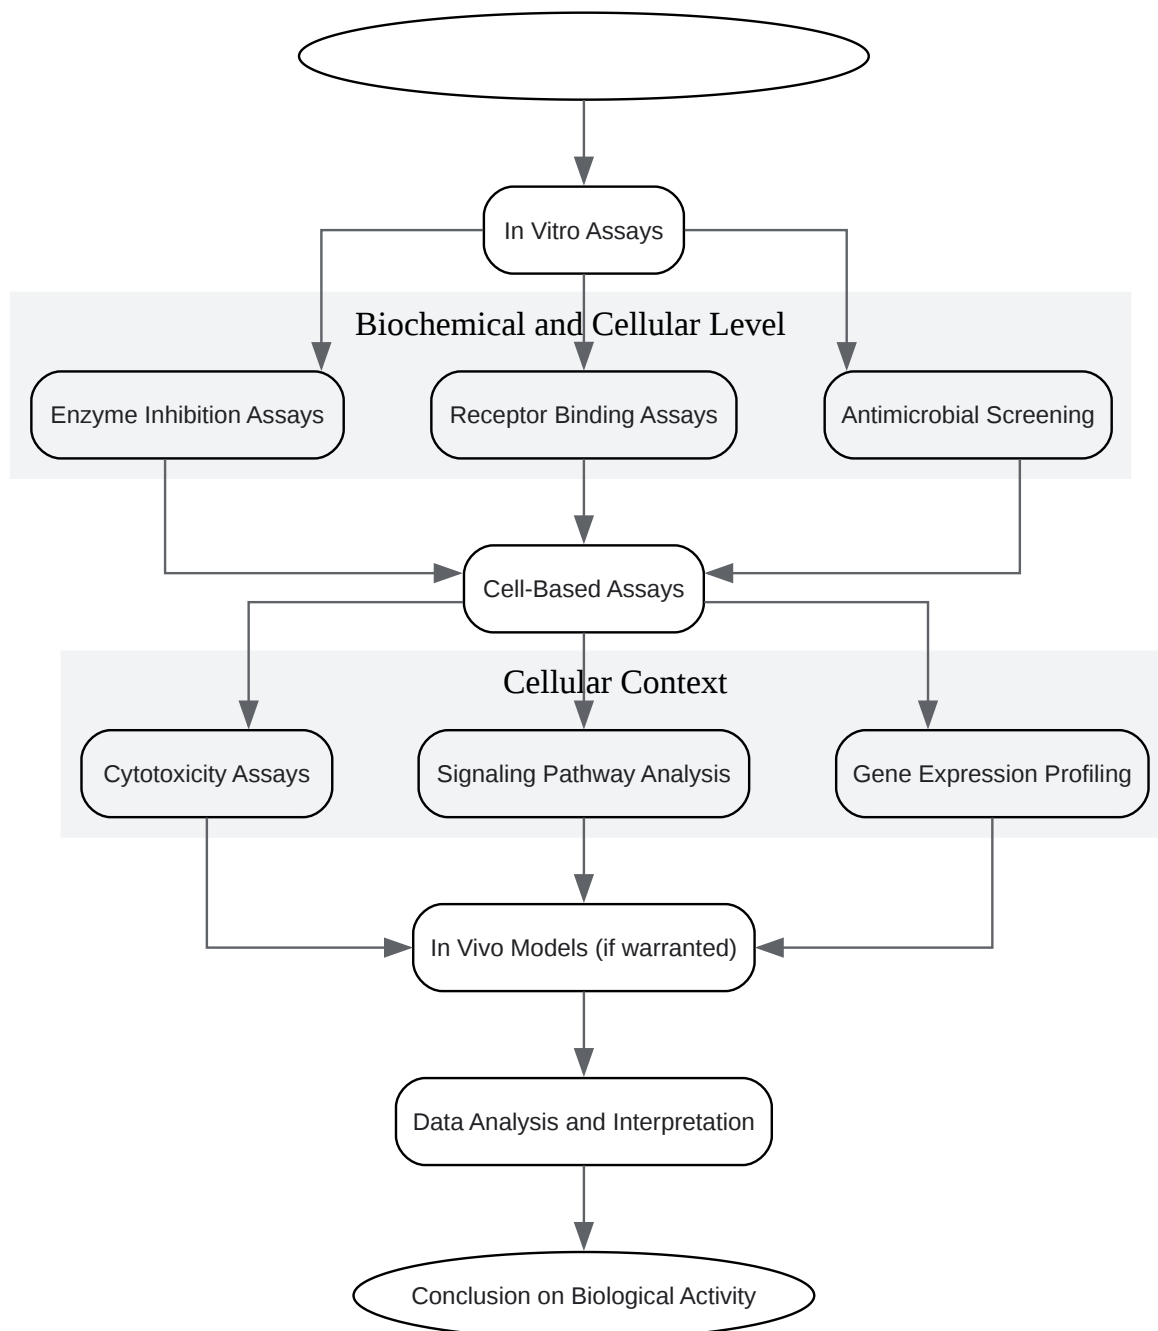 In Vitro Assays
Biochemical and Cellular Level
Enzyme Inhibition Assays
Receptor Binding Assays
Antimicrobial Screening
Cell-Based Assays
Cellular Context
Cytotoxicity Assays
Signaling Pathway Analysis
Gene Expression Profiling
In Vivo Models (if warranted)
Data Analysis and Interpretation
Conclusion on Biological Activity